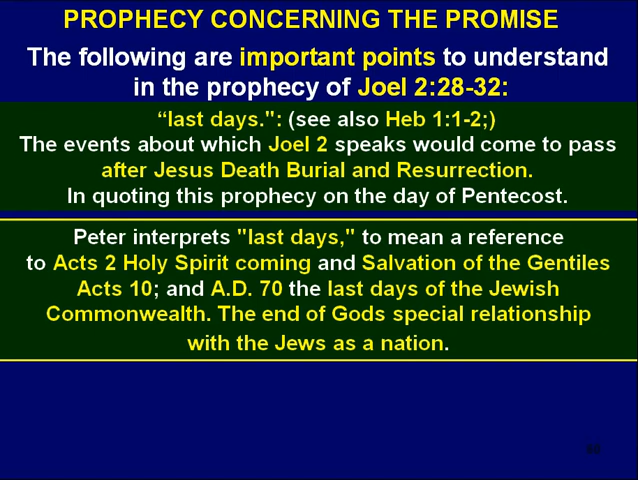 PROPHECY CONCERNING THE PROMISE
The following are important points to understand
in the prophecy of Joel 2:28-32:
“last days.": (see also Heb 1:1-2;)
The events about which Joel 2 speaks would come to pass
after Jesus Death Burial and Resurrection.
In quoting this prophecy on the day of Pentecost.
Peter interprets "last days," to mean a reference
to Acts 2 Holy Spirit coming and Salvation of the Gentiles
Acts 10; and A.D. 70 the last days of the Jewish
Commonwealth. The end of Gods special relationship
with the Jews as a nation.